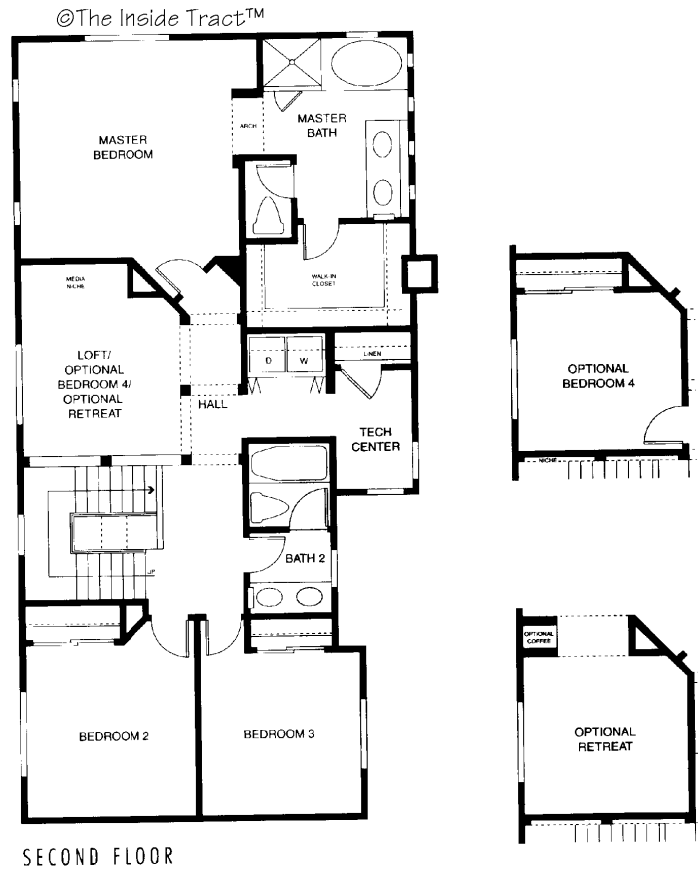 ©The Inside Tract™
MASTER
BEDROOM
ARCH
MASTER
BATH
WALK-IN
CLOSET
MEDIA
NICHE
LOFT/
OPTIONAL
BEDROOM 4/
OPTIONAL
RETREAT
HALL
D
W
LINEN
TECH
CENTER
BATH 2
UP
BEDROOM 2
BEDROOM 3
OPTIONAL
BEDROOM 4
NICHE
OPTIONAL
COFFEE
OPTIONAL
RETREAT
SECOND FLOOR